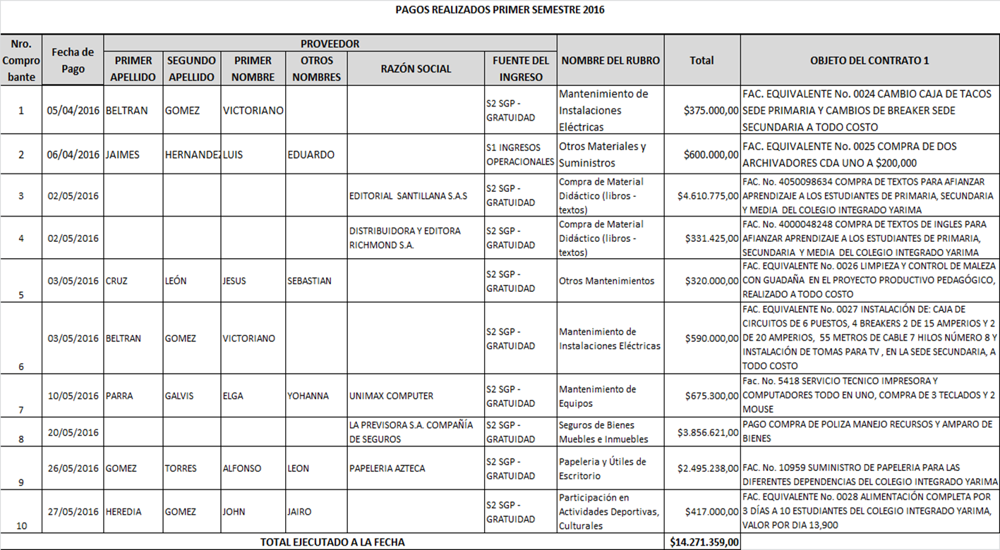 PAGOS REALIZADOS PRIMER SEMESTRE 2016
Nro. Compro bante | Fecha de Pago | PROVEEDOR | NOMBRE DEL RUBRO | Total | OBJETO DEL CONTRATO 1
PRIMER APELLIDO | SEGUNDO APELLIDO | PRIMER NOMBRE | OTROS NOMBRES | RAZÓN SOCIAL | FUENTE DEL INGRESO
1 | 05/04/2016 | BELTRAN | GOMEZ | VICTORIANO | S2 SGP - GRATUIDAD | Mantenimiento de Instalaciones Eléctricas | $375.000,00 | FAC. EQUIVALENTE No. 0024 CAMBIO CAJA DE TACOS SEDE PRIMARIA Y CAMBIOS DE BREAKER SEDE SECUNDARIA A TODO COSTO
2 | 06/04/2016 | JAIMES | HERNANDEZ | LUIS | EDUARDO | S1 INGRESOS OPERACIONALES | Otros Materiales y Suministros | $600.000,00 | FAC. EQUIVALENTE No. 0025 COMPRA DE DOS ARCHIVADORES CDA UNO A $200,000
3 | 02/05/2016 | EDITORIAL SANTILLANA S.A.S | S2 SGP - GRATUIDAD | Compra de Material Didáctico (libros - textos) | $4.610.775,00 | FAC. No. 4050098634 COMPRA DE TEXTOS PARA AFIANZAR APRENDIZAJE A LOS ESTUDIANTES DE PRIMARIA, SECUNDARIA Y MEDIA DEL COLEGIO INTEGRADO YARIMA
4 | 02/05/2016 | DISTRIBUIDORA Y EDITORA RICHMOND S.A. | S2 SGP - GRATUIDAD | Compra de Material Didáctico (libros - textos) | $331.425,00 | FAC. No. 4000048248 COMPRA DE TEXTOS DE INGLES PARA AFIANZAR APRENDIZAJE A LOS ESTUDIANTES DE PRIMARIA, SECUNDARIA Y MEDIA DEL COLEGIO INTEGRADO YARIMA
5 | 03/05/2016 | CRUZ | LEÓN | JESUS | SEBASTIAN | S2 SGP - GRATUIDAD | Otros Mantenimientos | $320.000,00 | FAC. EQUIVALENTE No. 0026 LIMPIEZA Y CONTROL DE MALEZA CON GUADAÑA EN EL PROYECTO PRODUCTIVO PEDAGÓGICO, REALIZADO A TODO COSTO
6 | 03/05/2016 | BELTRAN | GOMEZ | VICTORIANO | S2 SGP - GRATUIDAD | Mantenimiento de Instalaciones Eléctricas | $590.000,00 | FAC. EQUIVALENTE No. 0027 INSTALACIÓN DE: CAJA DE CIRCUITOS DE 6 PUESTOS, 4 BREAKERS 2 DE 15 AMPERIOS Y 2 DE 20 AMPERIOS, 55 METROS DE CABLE 7 HILOS NÚMERO 8 Y INSTALACIÓN DE TOMAS PARA TV , EN LA SEDE SECUNDARIA, A TODO COSTO
7 | 10/05/2016 | PARRA | GALVIS | ELGA | YOHANNA | UNIMAX COMPUTER | S2 SGP - GRATUIDAD | Mantenimiento de Equipos | $675.300,00 | Fac. No. 5418 SERVICIO TECNICO IMPRESORA Y COMPUTADORES TODO EN UNO, COMPRA DE 3 TECLADOS Y 2 MOUSE
8 | 20/05/2016 | LA PREVISORA S.A. COMPAÑÍA DE SEGUROS | S2 SGP - GRATUIDAD | Seguros de Bienes Muebles e Inmuebles | $3.856.621,00 | PAGO COMPRA DE POLIZA MANEJO RECURSOS Y AMPARO DE BIENES
9 | 26/05/2016 | GOMEZ | TORRES | ALFONSO | LEON | PAPELERIA AZTECA | S2 SGP - GRATUIDAD | Papeleria y Útiles de Escritorio | $2.495.238,00 | FAC. No. 10959 SUMINISTRO DE PAPELERIA PARA LAS DIFERENTES DEPENDENCIAS DEL COLEGIO INTEGRADO YARIMA
10 | 27/05/2016 | HEREDIA | GOMEZ | JOHN | JAIRO | S2 SGP - GRATUIDAD | Participación en Actividades Deportivas, Culturales | $417.000,00 | FAC. EQUIVALENTE No. 0028 ALIMENTACIÓN COMPLETA POR 3 DÍAS A 10 ESTUDIANTES DEL COLEGIO INTEGRADO YARIMA, VALOR POR DIA 13,900
TOTAL EJECUTADO A LA FECHA | $14.271.359,00